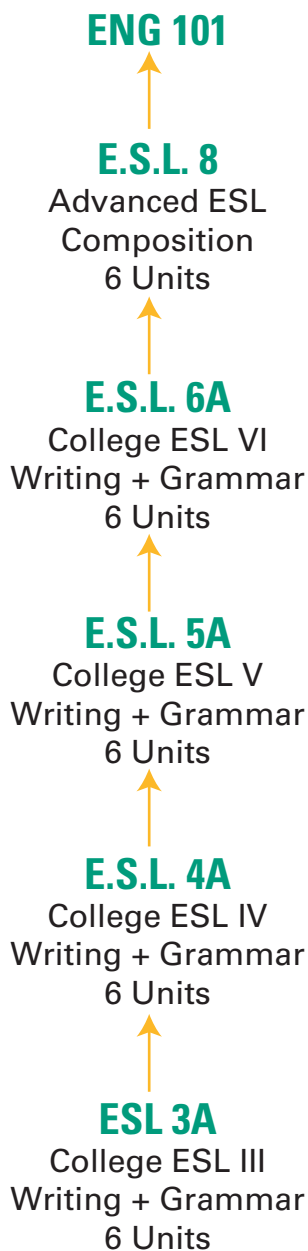 ENG 101
E.S.L. 8
Advanced ESL
Composition
6 Units
E.S.L. 6A
College ESL VI
Writing + Grammar
6 Units
E.S.L. 5A
College ESL V
Writing + Grammar
6 Units
E.S.L. 4A
College ESL IV
Writing + Grammar
6 Units
ESL 3A
College ESL III
Writing + Grammar
6 Units